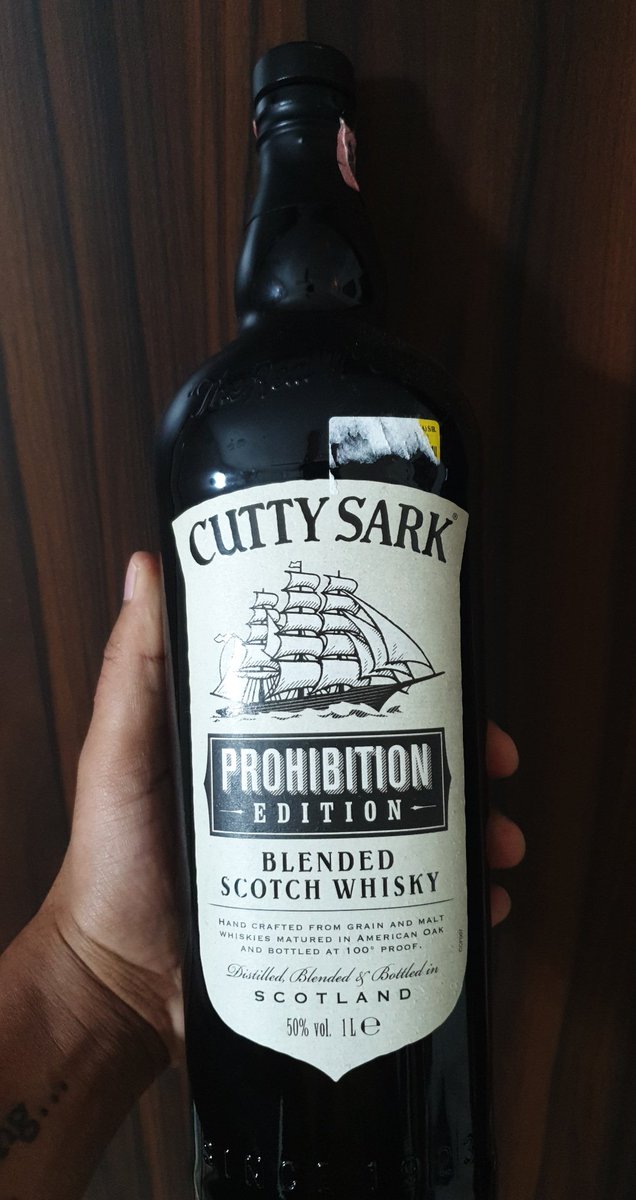 CUTTY SARK®
PROHIBITION
EDITION
BLENDED
SCOTCH WHISKY
HAND CRAFTED FROM GRAIN AND MALT
WHISKIES MATURED IN AMERICAN OAK
AND BOTTLED AT 100° PROOF.
Distilled, Blended & Bottled in
SCOTLAND
50% vol. 1L℮
SINCE